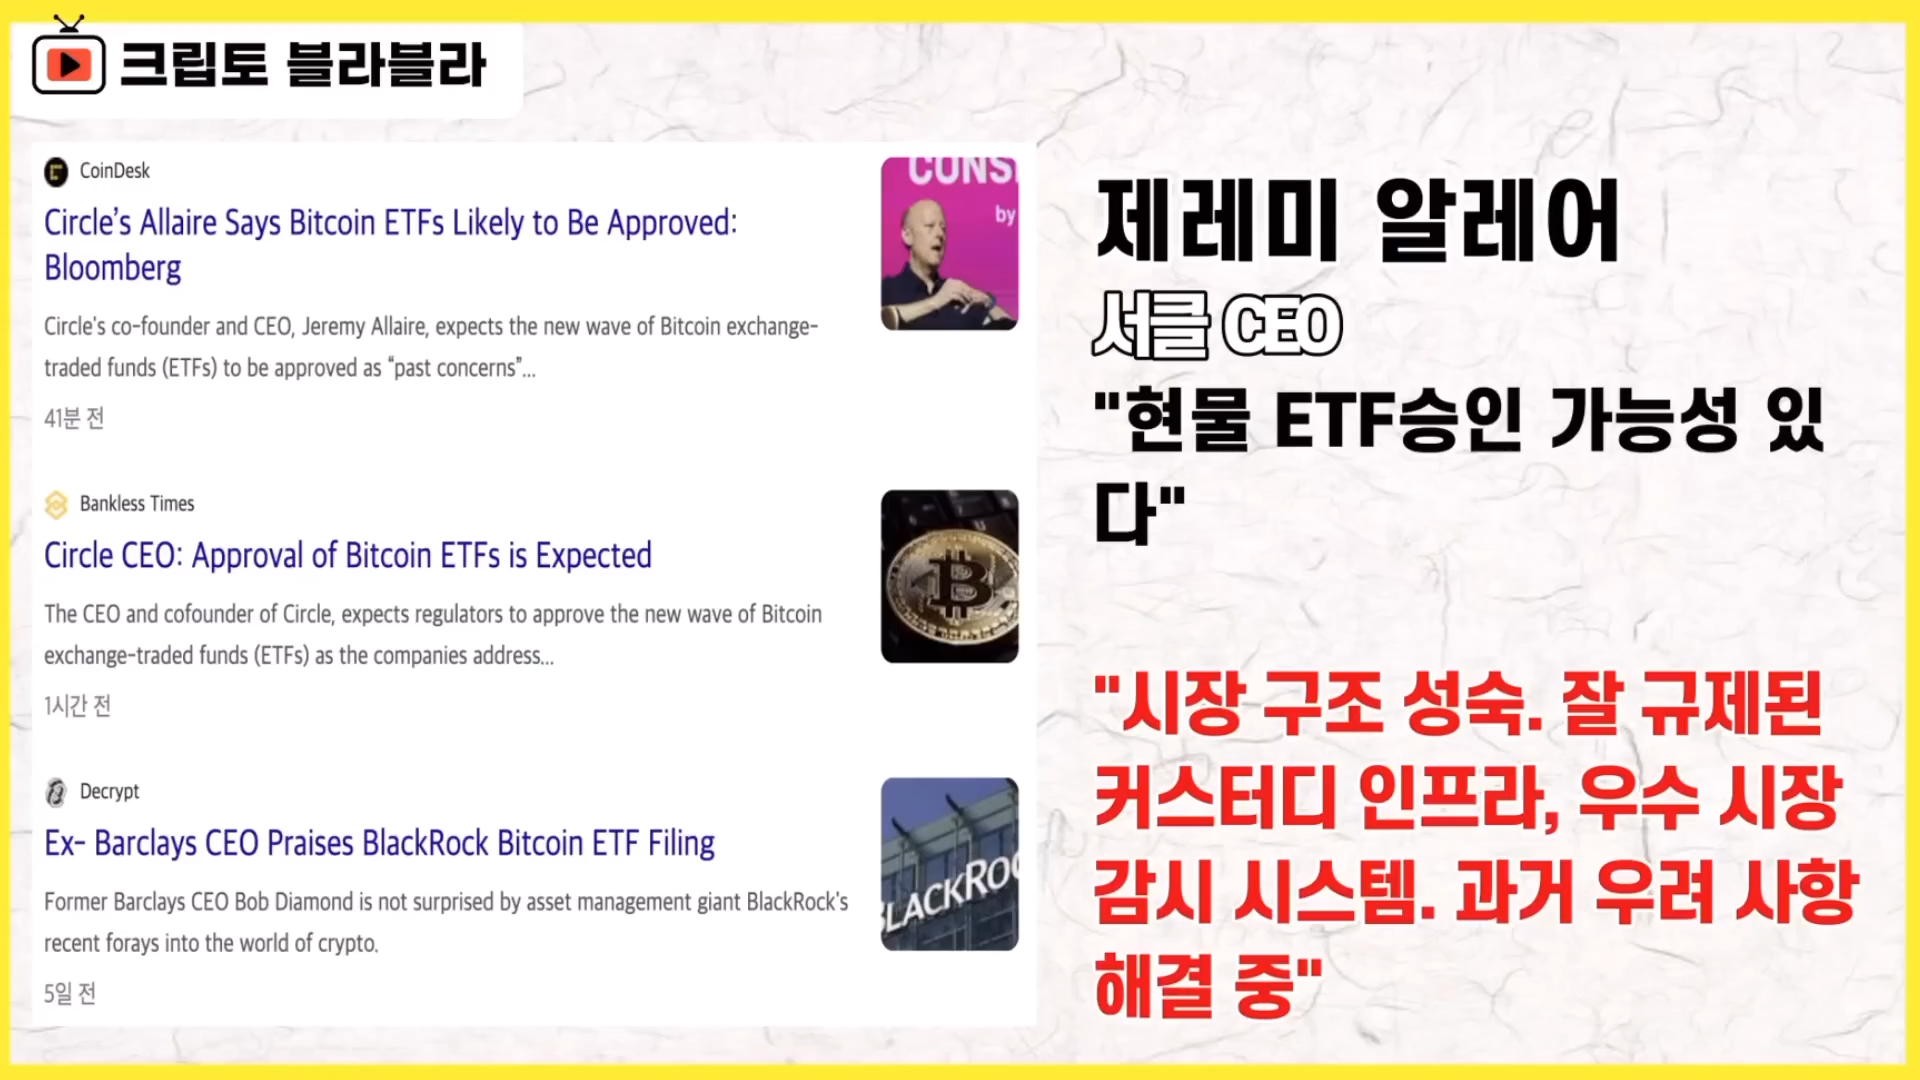 크립토 블라블라
CoinDesk
Circle's Allaire Says Bitcoin ETFs Likely to Be Approved:
Bloomberg
Circle's co-founder and CEO, Jeremy Allaire, expects the new wave of Bitcoin exchange-
traded funds (ETFs) to be approved as “past concerns”...
41분 전
CONS
by
Bankless Times
Circle CEO: Approval of Bitcoin ETFs is Expected
The CEO and cofounder of Circle, expects regulators to approve the new wave of Bitcoin
exchange-traded funds (ETFs) as the companies address...
1시간 전
Decrypt
Ex- Barclays CEO Praises BlackRock Bitcoin ETF Filing
Former Barclays CEO Bob Diamond is not surprised by asset management giant BlackRock's
recent forays into the world of crypto.
5일 전
BLACKROC
제레미 알레어
서클 CEO
"현물 ETF승인 가능성 있
다"
"시장 구조 성숙. 잘 규제된
커스터디 인프라, 우수 시장
감시 시스템. 과거 우려 사항
해결 중"